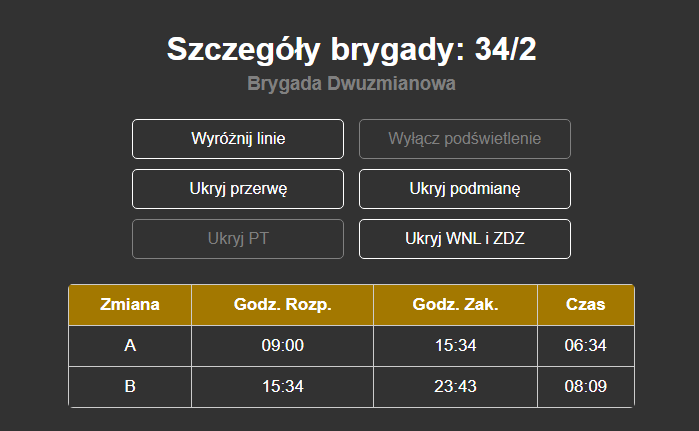 Szczegóły brygady: 34/2
Brygada Dwuzmianowa
Wyróżnij linie Wyłącz podświetlenie
Ukryj przerwę Ukryj podmianę
Ukryj PT Ukryj WNL i ZDZ
Zmiana Godz. Rozp. Godz. Zak. Czas
A 09:00 15:34 06:34
B 15:34 23:43 08:09